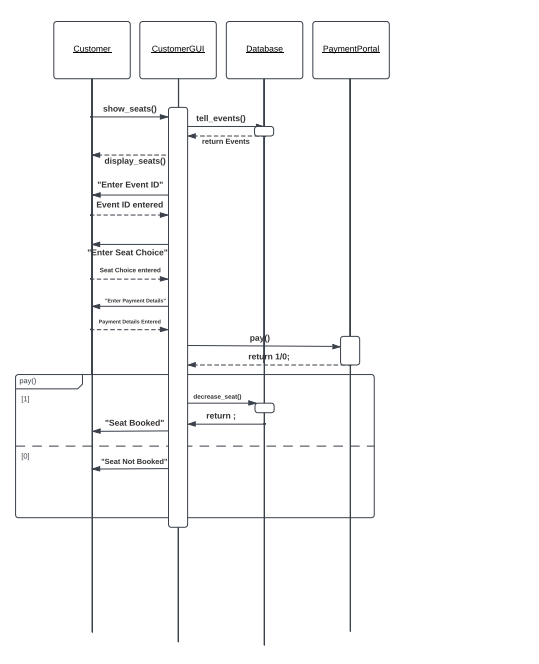 Customer
CustomerGUI
Database
PaymentPortal
show_seats()
tell_events()
return Events
display_seats()
"Enter Event ID"
Event ID entered
"Enter Seat Choice"
Seat Choice entered
"Enter Payment Details"
Payment Details Entered
pay()
return 1/0;
pay()
[1]
decrease_seat()
return ;
"Seat Booked"
[0]
"Seat Not Booked"